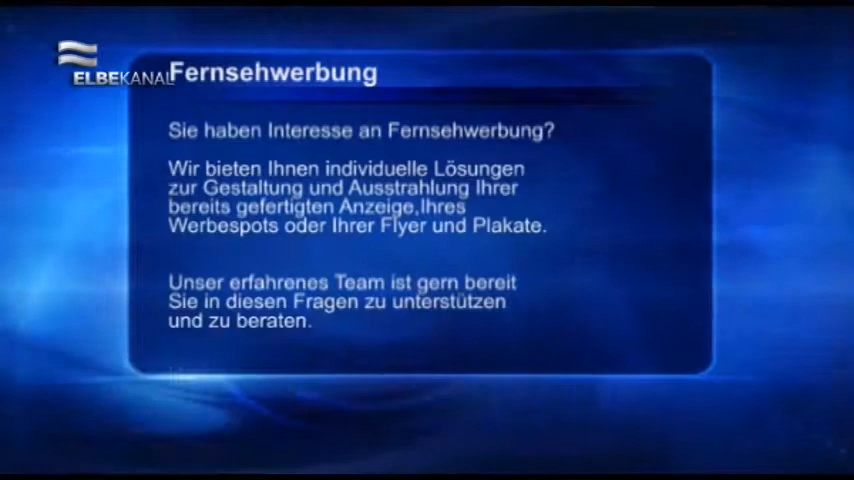 ELBEKANAL
Fernsehwerbung
Sie haben Interesse an Fernsehwerbung?
Wir bieten Ihnen individuelle Lösungen
zur Gestaltung und Ausstrahlung Ihrer
bereits gefertigten Anzeige,Ihres
Werbespots oder Ihrer Flyer und Plakate.
Unser erfahrenes Team ist gern bereit
Sie in diesen Fragen zu unterstützen
und zu beraten.